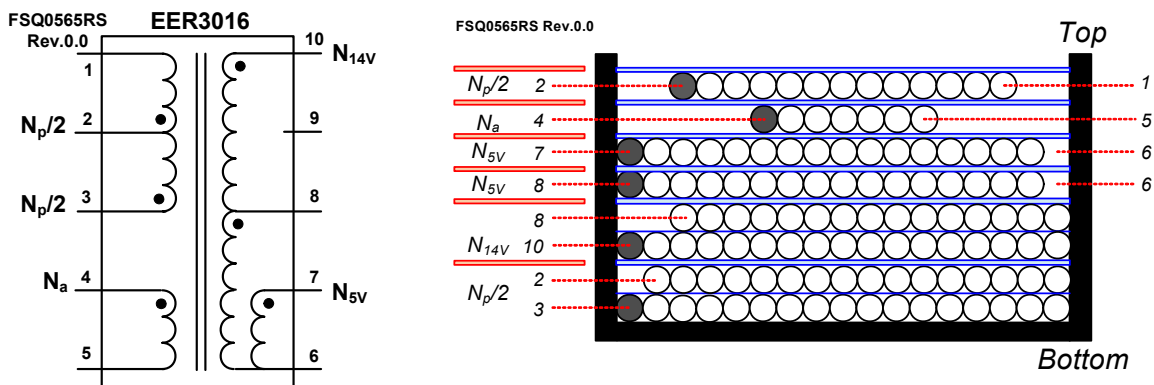 FSQ0565RS
Rev.0.0
EER3016
10
N14V
1
Np/2
2
9
Np/2
3
8
Na
4
7
N5V
5
6
FSQ0565RS Rev.0.0
Top
Np/2 2 1
Na 4 5
N5V 7 6
N5V 8 6
8
N14V 10
2
Np/2
3
Bottom